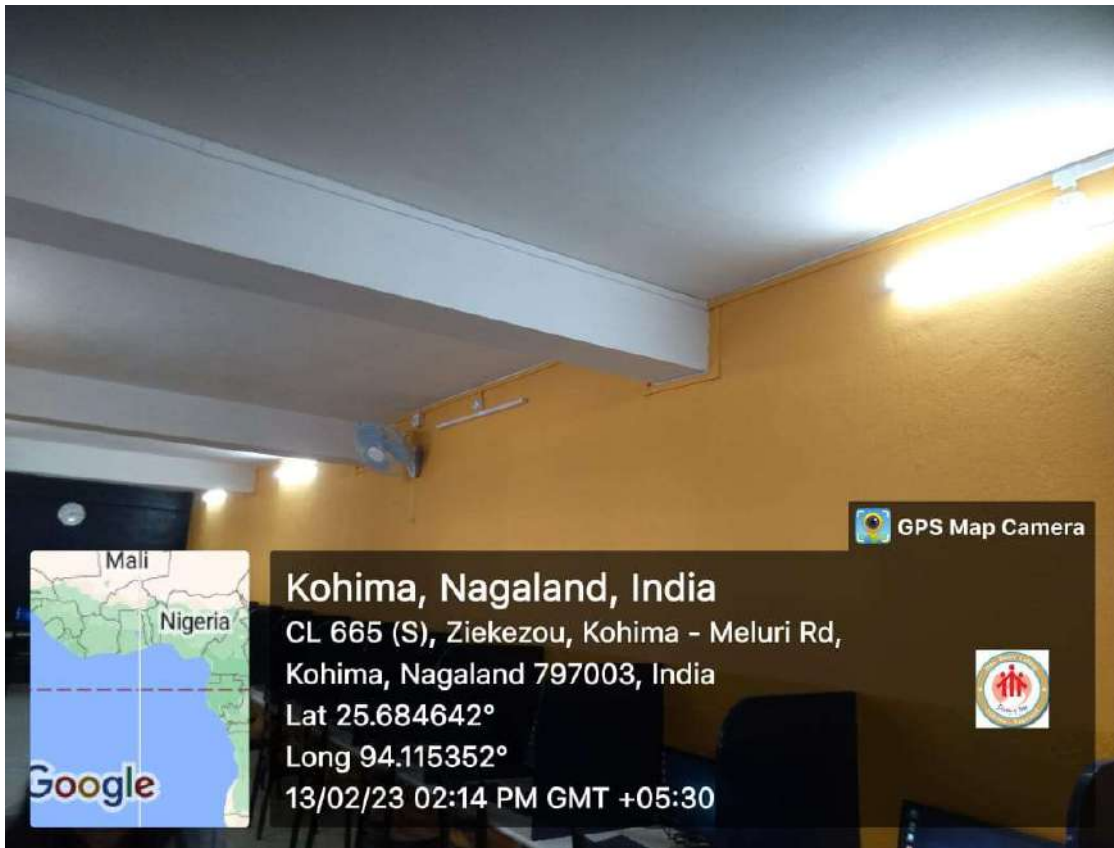 GPS Map Camera
Mali
Nigeria
Google
Kohima, Nagaland, India
CL 665 (S), Ziekezou, Kohima - Meluri Rd,
Kohima, Nagaland 797003, India
Lat 25.684642°
Long 94.115352°
13/02/23 02:14 PM GMT +05:30